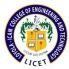 LOYOLA-ICAM COLLEGE OF ENGINEERING AND TECHNOLOGY
LICET